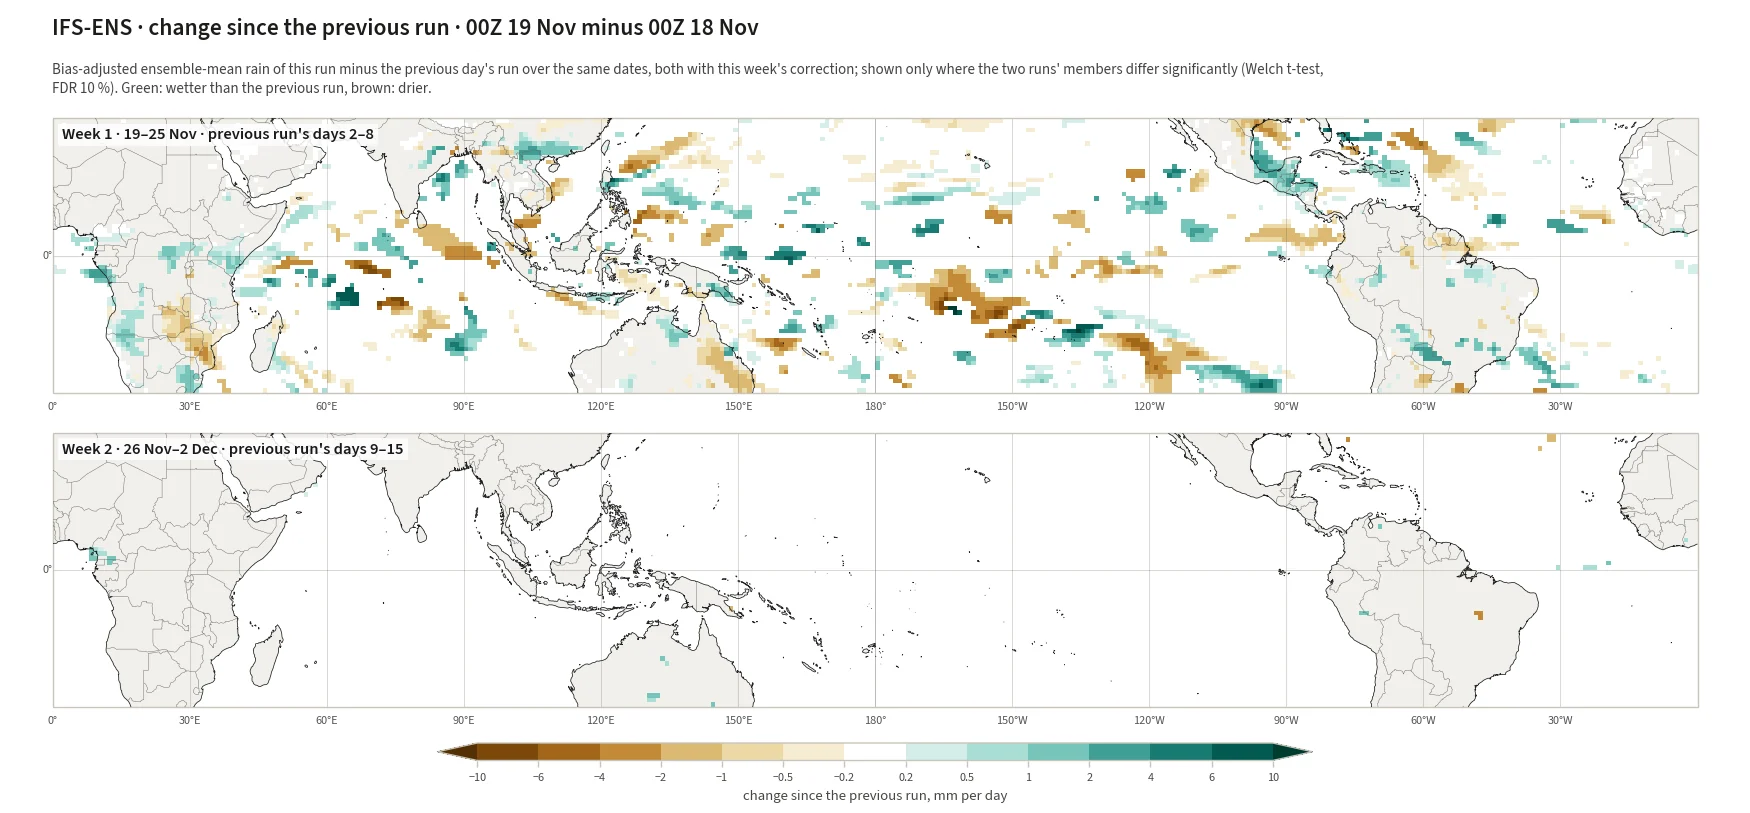 IFS-ENS · change since the previous run · 00Z 19 Nov minus 00Z 18 Nov
Bias-adjusted ensemble-mean rain of this run minus the previous day's run over the same dates, both with this week's correction; shown only where the two runs' members differ significantly (Welch t-test,
FDR 10 %). Green: wetter than the previous run, brown: drier.
Week 1 · 19–25 Nov · previous run's days 2–8
0°
0° 30°E 60°E 90°E 120°E 150°E 180° 150°W 120°W 90°W 60°W 30°W
Week 2 · 26 Nov–2 Dec · previous run's days 9–15
0°
0° 30°E 60°E 90°E 120°E 150°E 180° 150°W 120°W 90°W 60°W 30°W
−10 −6 −4 −2 −1 −0.5 −0.2 0.2 0.5 1 2 4 6 10
change since the previous run, mm per day